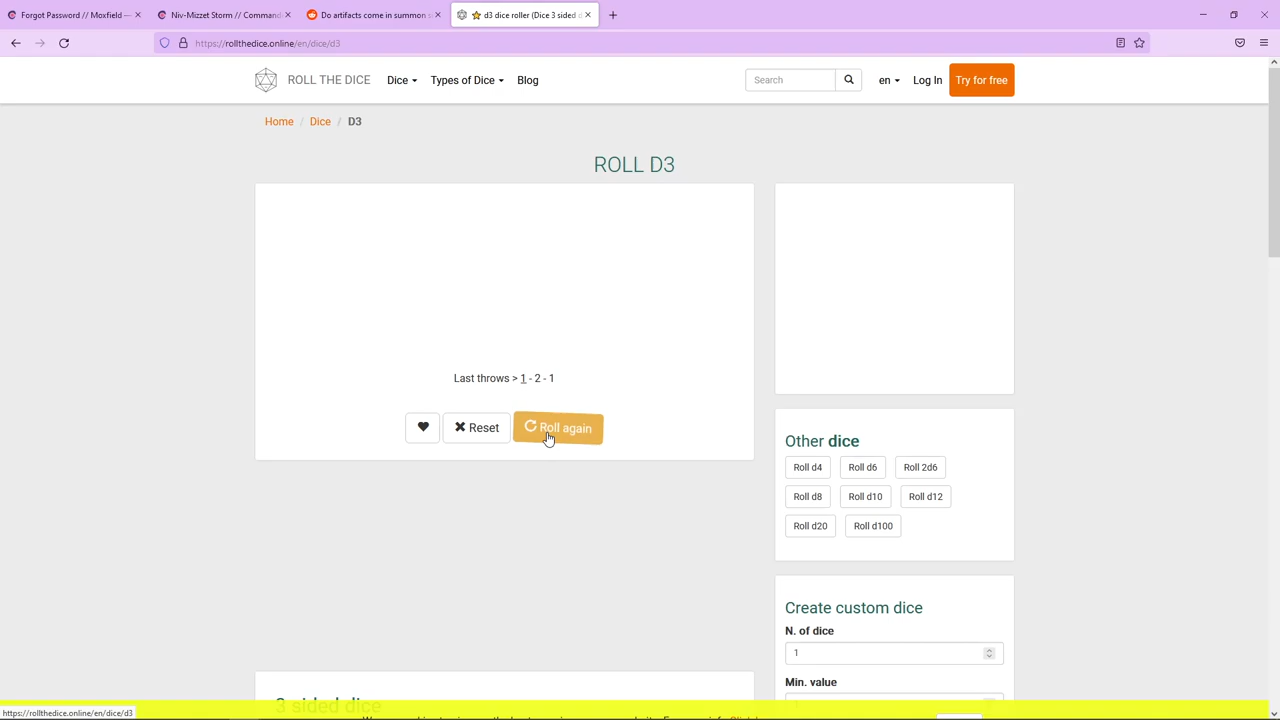 Forgot Password // Moxfield —
Niv-Mizzet Storm // Command
Do artifacts come in summon s
d3 dice roller (Dice 3 sided d
https://rollthedice.online/en/dice/d3
ROLL THE DICE
Dice
Types of Dice
Blog
Search
en
Log In
Try for free
Home / Dice / D3
ROLL D3
Last throws > 1 - 2 - 1
Reset
Roll again
Other dice
Roll d4
Roll d6
Roll 2d6
Roll d8
Roll d10
Roll d12
Roll d20
Roll d100
Create custom dice
N. of dice
1
Min. value
3 sided dice
https://rollthedice.online/en/dice/d3